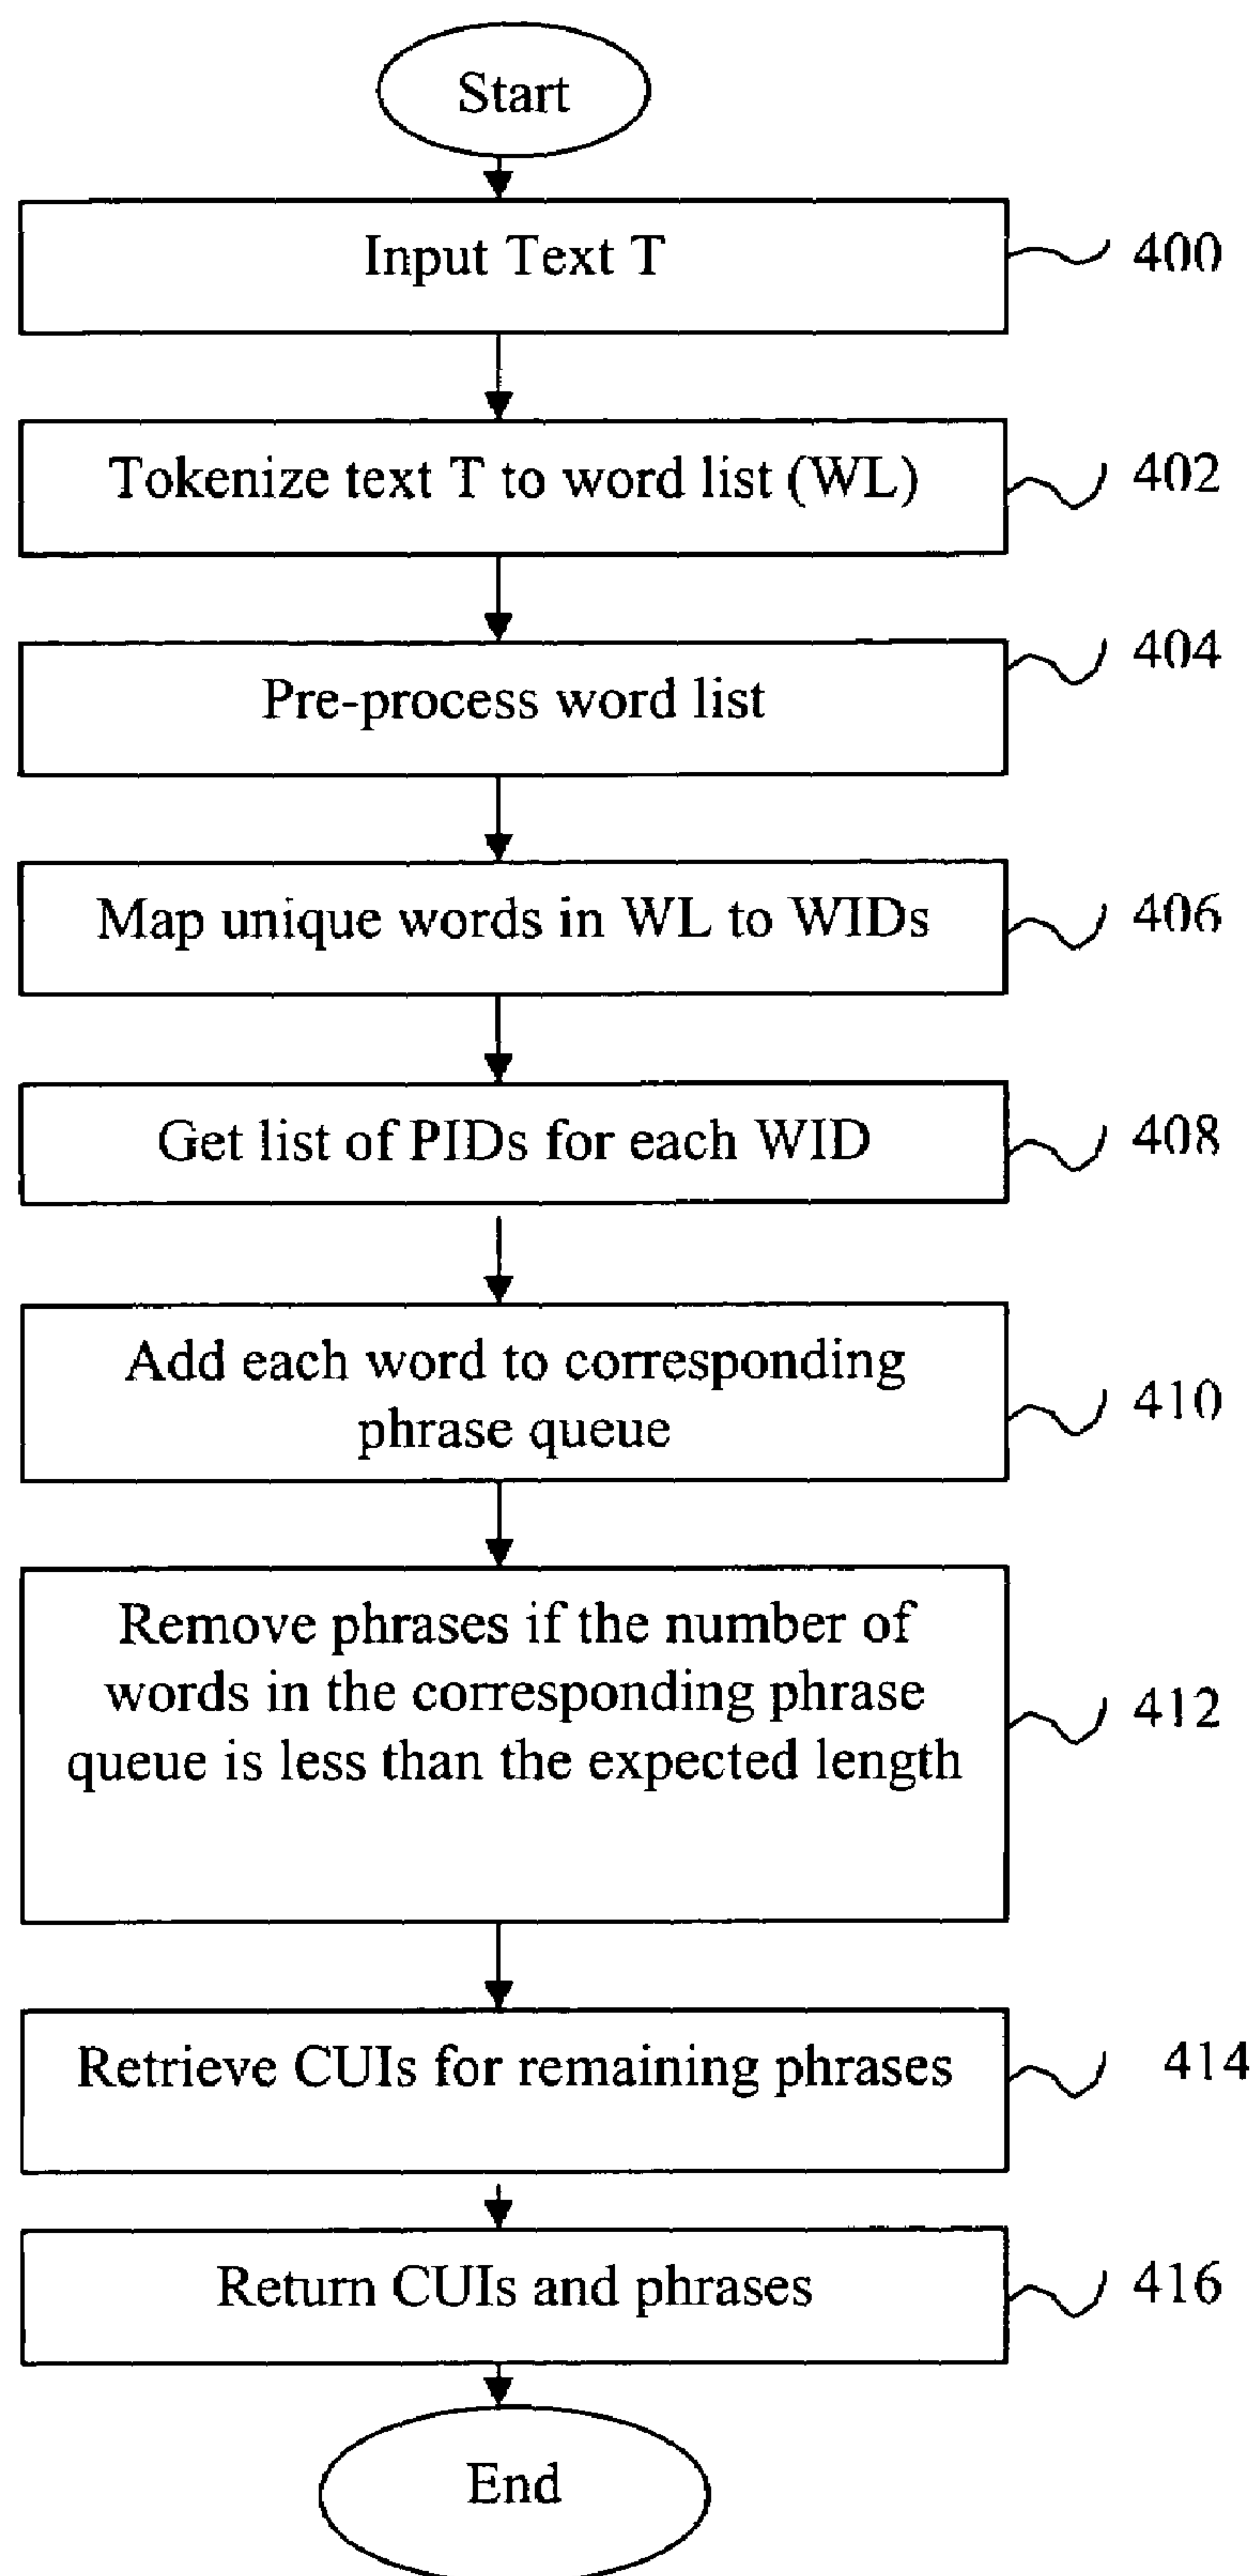 Start
Input Text T
400
Tokenize text T to word list (WL)
402
Pre-process word list
404
Map unique words in WL to WIDs
406
Get list of PIDs for each WID
408
Add each word to corresponding
phrase queue
410
Remove phrases if the number of
words in the corresponding phrase
queue is less than the expected length
412
Retrieve CUIs for remaining phrases
414
Return CUIs and phrases
416
End